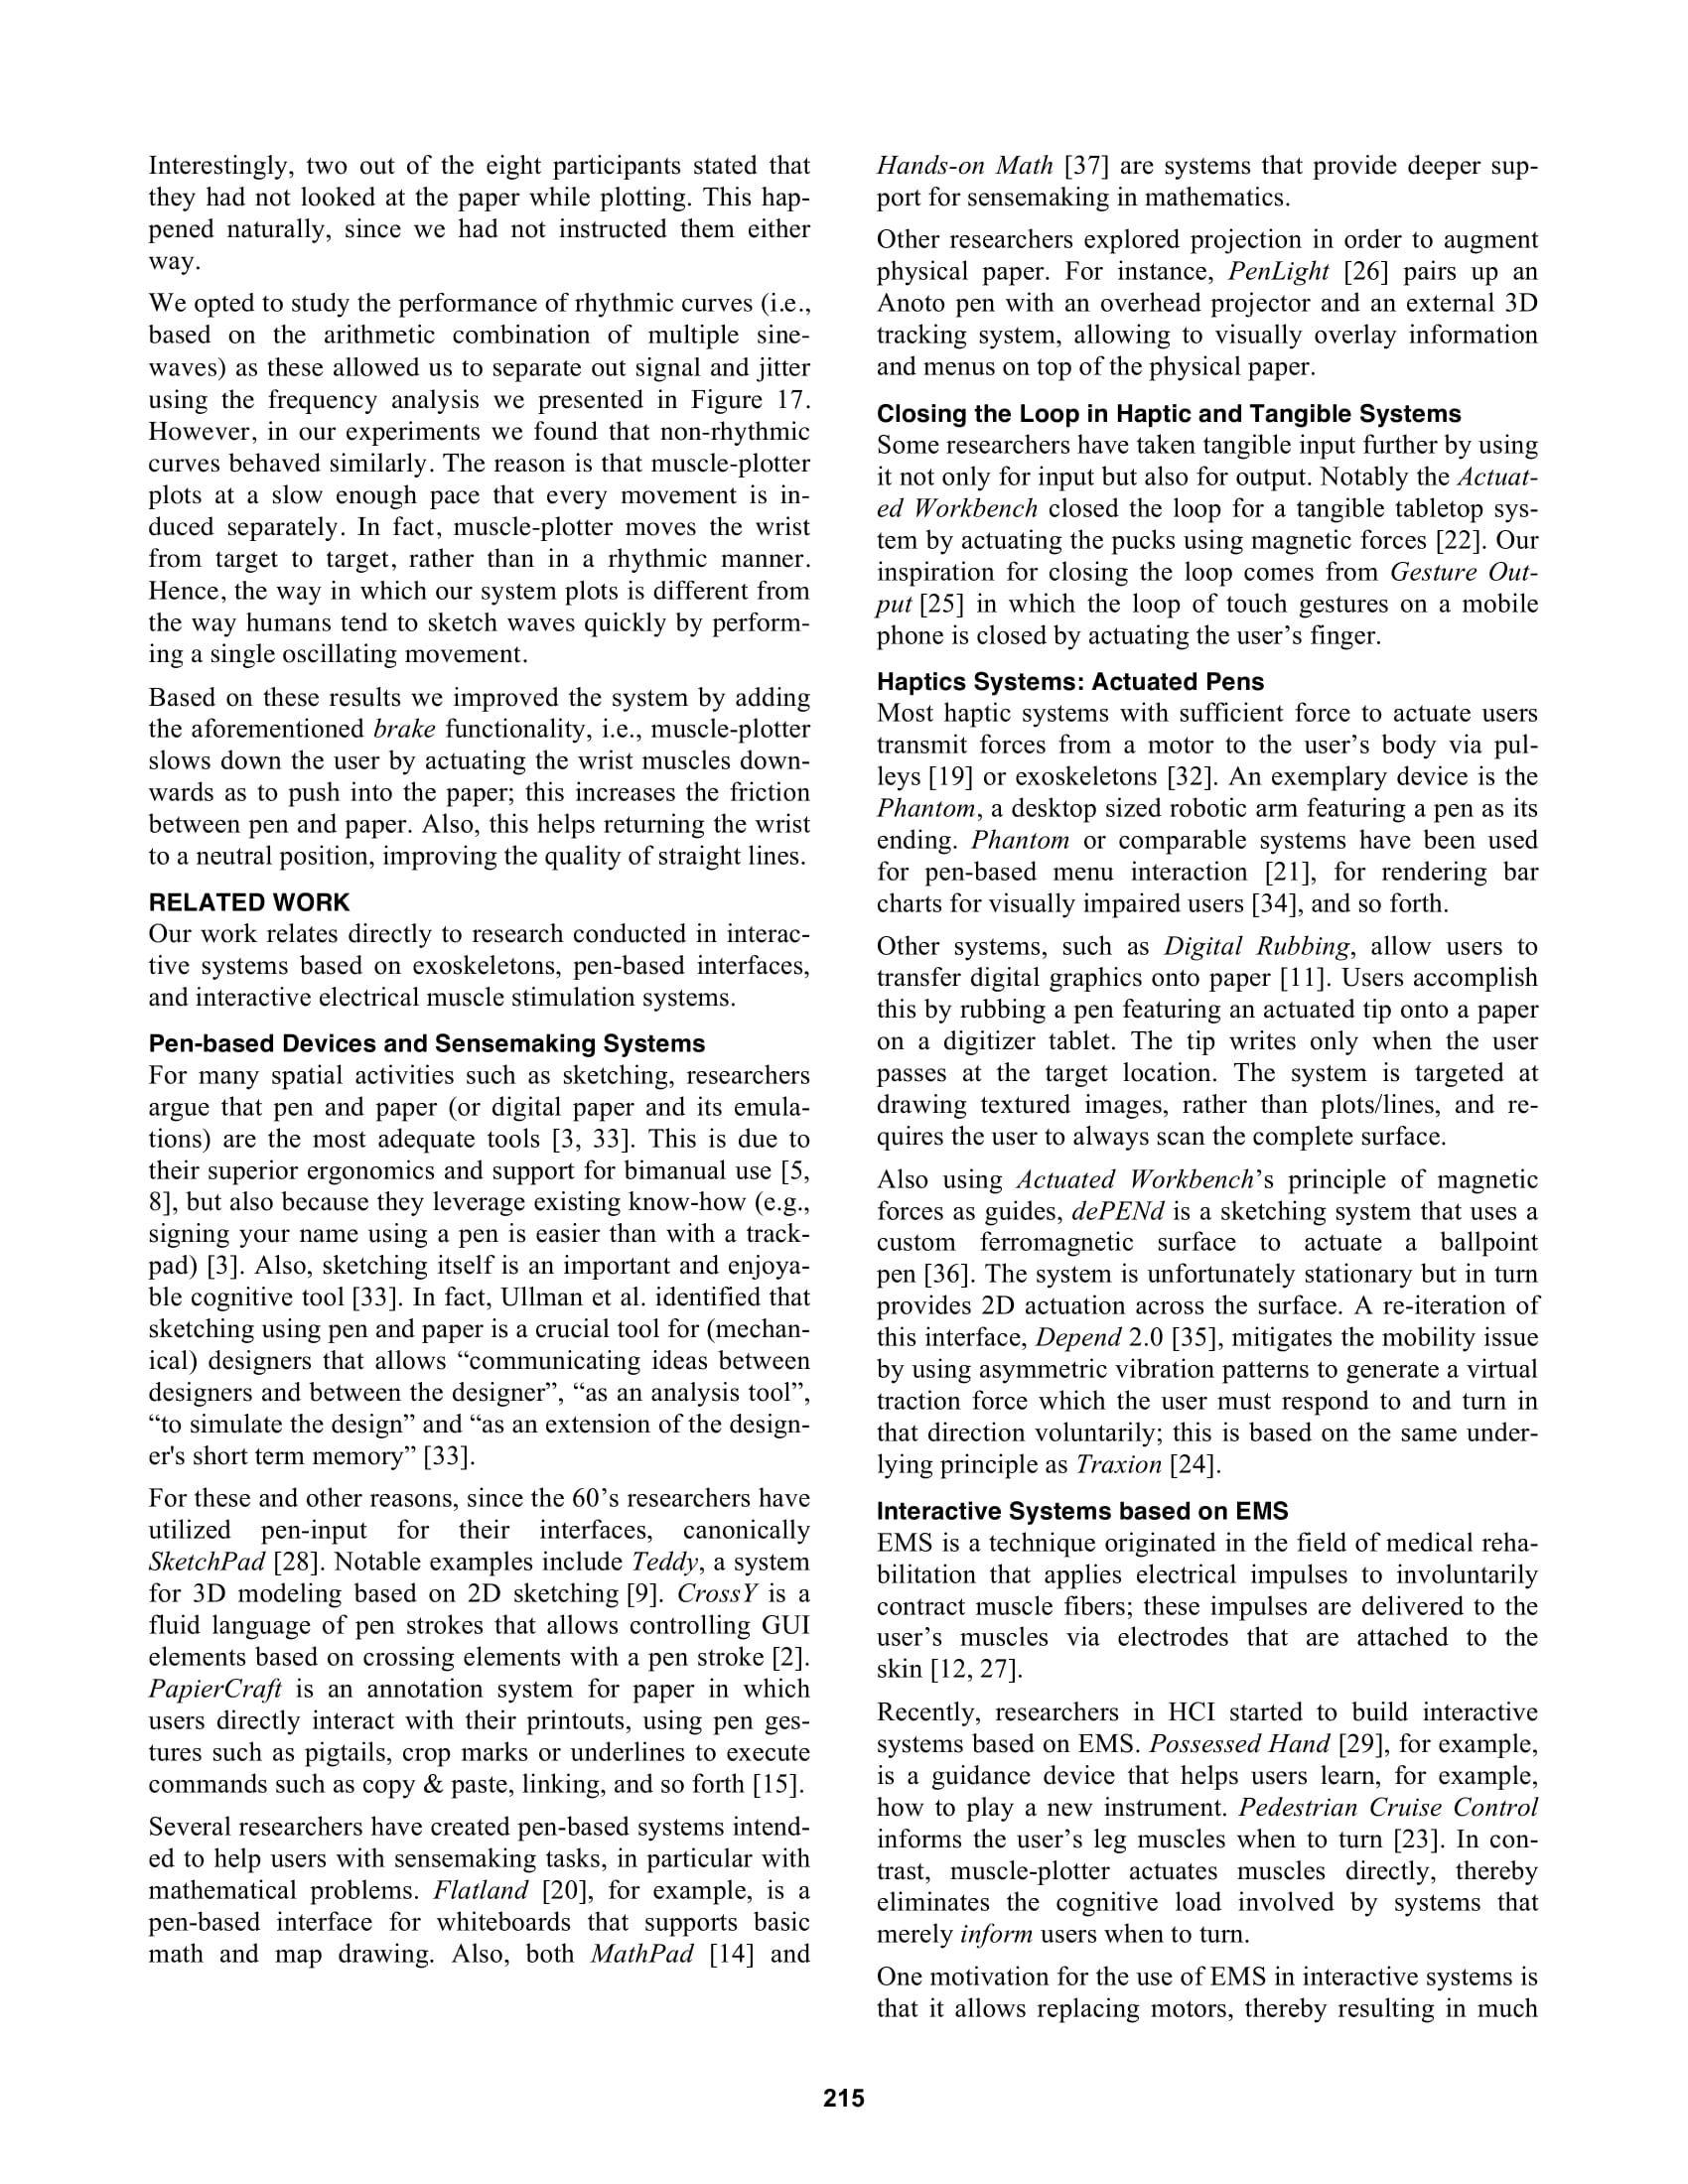 Interestingly, two out of the eight participants stated that
they had not looked at the paper while plotting. This hap-
pened naturally, since we had not instructed them either
way.
We opted to study the performance of rhythmic curves (i.e.,
based on the arithmetic combination of multiple sine-
waves) as these allowed us to separate out signal and jitter
using the frequency analysis we presented in Figure 17.
However, in our experiments we found that non-rhythmic
curves behaved similarly. The reason is that muscle-plotter
plots at a slow enough pace that every movement is in-
duced separately. In fact, muscle-plotter moves the wrist
from target to target, rather than in a rhythmic manner.
Hence, the way in which our system plots is different from
the way humans tend to sketch waves quickly by perform-
ing a single oscillating movement.
Based on these results we improved the system by adding
the aforementioned brake functionality, i.e., muscle-plotter
slows down the user by actuating the wrist muscles down-
wards as to push into the paper; this increases the friction
between pen and paper. Also, this helps returning the wrist
to a neutral position, improving the quality of straight lines.
RELATED WORK
Our work relates directly to research conducted in interac-
tive systems based on exoskeletons, pen-based interfaces,
and interactive electrical muscle stimulation systems.
Pen-based Devices and Sensemaking Systems
For many spatial activities such as sketching, researchers
argue that pen and paper (or digital paper and its emula-
tions) are the most adequate tools [3, 33]. This is due to
their superior ergonomics and support for bimanual use [5,
8], but also because they leverage existing know-how (e.g.,
signing your name using a pen is easier than with a track-
pad) [3]. Also, sketching itself is an important and enjoya-
ble cognitive tool [33]. In fact, Ullman et al. identified that
sketching using pen and paper is a crucial tool for (mechan-
ical) designers that allows “communicating ideas between
designers and between the designer”, “as an analysis tool”,
“to simulate the design” and “as an extension of the design-
er's short term memory” [33].
For these and other reasons, since the 60’s researchers have
utilized pen-input for their interfaces, canonically
SketchPad [28]. Notable examples include Teddy, a system
for 3D modeling based on 2D sketching [9]. CrossY is a
fluid language of pen strokes that allows controlling GUI
elements based on crossing elements with a pen stroke [2].
PapierCraft is an annotation system for paper in which
users directly interact with their printouts, using pen ges-
tures such as pigtails, crop marks or underlines to execute
commands such as copy & paste, linking, and so forth [15].
Several researchers have created pen-based systems intend-
ed to help users with sensemaking tasks, in particular with
mathematical problems. Flatland [20], for example, is a
pen-based interface for whiteboards that supports basic
math and map drawing. Also, both MathPad [14] and
Hands-on Math [37] are systems that provide deeper sup-
port for sensemaking in mathematics.
Other researchers explored projection in order to augment
physical paper. For instance, PenLight [26] pairs up an
Anoto pen with an overhead projector and an external 3D
tracking system, allowing to visually overlay information
and menus on top of the physical paper.
Closing the Loop in Haptic and Tangible Systems
Some researchers have taken tangible input further by using
it not only for input but also for output. Notably the Actuat-
ed Workbench closed the loop for a tangible tabletop sys-
tem by actuating the pucks using magnetic forces [22]. Our
inspiration for closing the loop comes from Gesture Out-
put [25] in which the loop of touch gestures on a mobile
phone is closed by actuating the user’s finger.
Haptics Systems: Actuated Pens
Most haptic systems with sufficient force to actuate users
transmit forces from a motor to the user’s body via pul-
leys [19] or exoskeletons [32]. An exemplary device is the
Phantom, a desktop sized robotic arm featuring a pen as its
ending. Phantom or comparable systems have been used
for pen-based menu interaction [21], for rendering bar
charts for visually impaired users [34], and so forth.
Other systems, such as Digital Rubbing, allow users to
transfer digital graphics onto paper [11]. Users accomplish
this by rubbing a pen featuring an actuated tip onto a paper
on a digitizer tablet. The tip writes only when the user
passes at the target location. The system is targeted at
drawing textured images, rather than plots/lines, and re-
quires the user to always scan the complete surface.
Also using Actuated Workbench’s principle of magnetic
forces as guides, dePENd is a sketching system that uses a
custom ferromagnetic surface to actuate a ballpoint
pen [36]. The system is unfortunately stationary but in turn
provides 2D actuation across the surface. A re-iteration of
this interface, Depend 2.0 [35], mitigates the mobility issue
by using asymmetric vibration patterns to generate a virtual
traction force which the user must respond to and turn in
that direction voluntarily; this is based on the same under-
lying principle as Traxion [24].
Interactive Systems based on EMS
EMS is a technique originated in the field of medical reha-
bilitation that applies electrical impulses to involuntarily
contract muscle fibers; these impulses are delivered to the
user’s muscles via electrodes that are attached to the
skin [12, 27].
Recently, researchers in HCI started to build interactive
systems based on EMS. Possessed Hand [29], for example,
is a guidance device that helps users learn, for example,
how to play a new instrument. Pedestrian Cruise Control
informs the user’s leg muscles when to turn [23]. In con-
trast, muscle-plotter actuates muscles directly, thereby
eliminates the cognitive load involved by systems that
merely inform users when to turn.
One motivation for the use of EMS in interactive systems is
that it allows replacing motors, thereby resulting in much
215